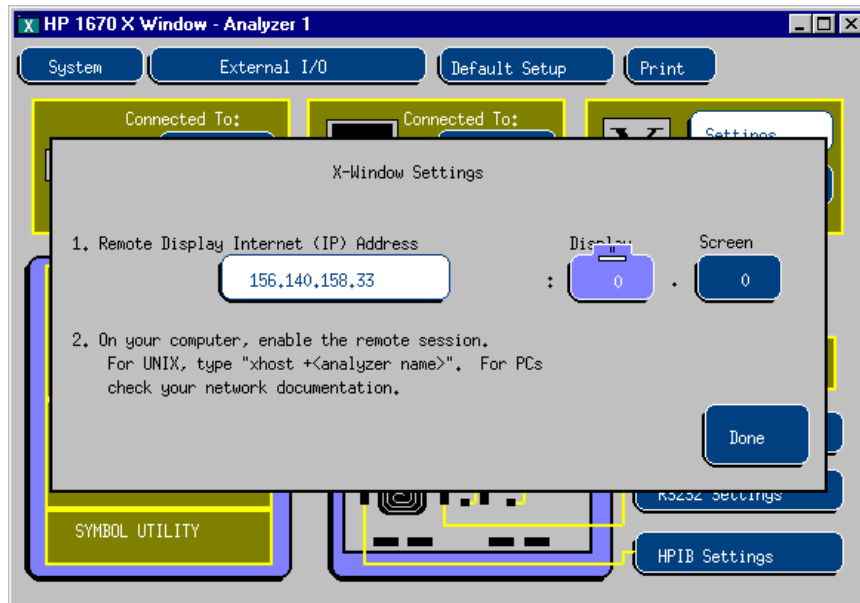 X HP 1670 X Window - Analyzer 1
System External I/O Default Setup Print
Connected To: Connected To: Settings
X-Window Settings
1. Remote Display Internet (IP) Address Display Screen
156.140.158.33 : 0 . 0
2. On your computer, enable the remote session.
For UNIX, type "xhost +<analyzer name>". For PCs
check your network documentation.
Done
RS232 Settings
SYMBOL UTILITY
HPIB Settings